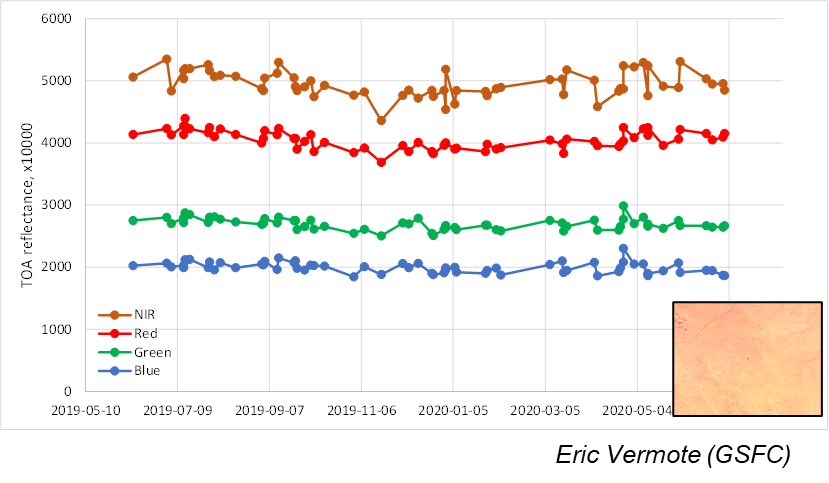 6000
5000
4000
3000
2000
1000
0
TOA reflectance, x10000
NIR
Red
Green
Blue
2019-05-10 2019-07-09 2019-09-07 2019-11-06 2020-01-05 2020-03-05 2020-05-04
Eric Vermote (GSFC)